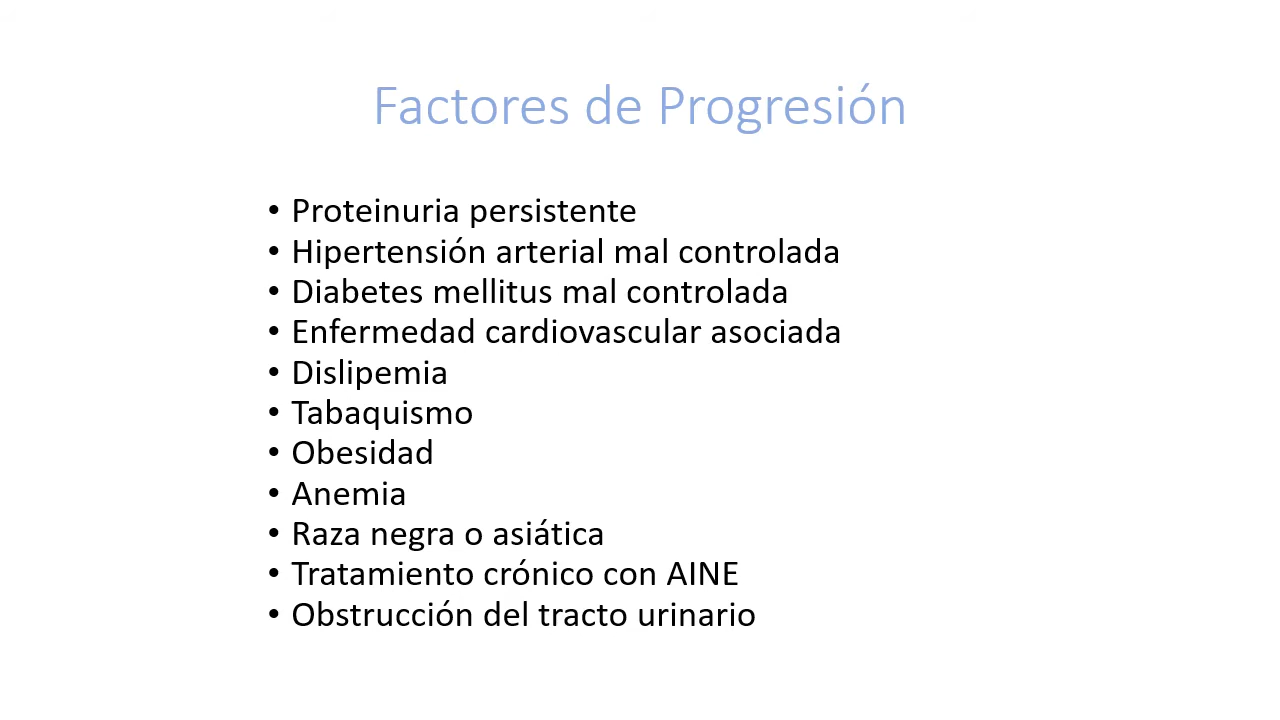 Factores de Progresión
• Proteinuria persistente
• Hipertensión arterial mal controlada
• Diabetes mellitus mal controlada
• Enfermedad cardiovascular asociada
• Dislipemia
• Tabaquismo
• Obesidad
• Anemia
• Raza negra o asiática
• Tratamiento crónico con AINE
• Obstrucción del tracto urinario